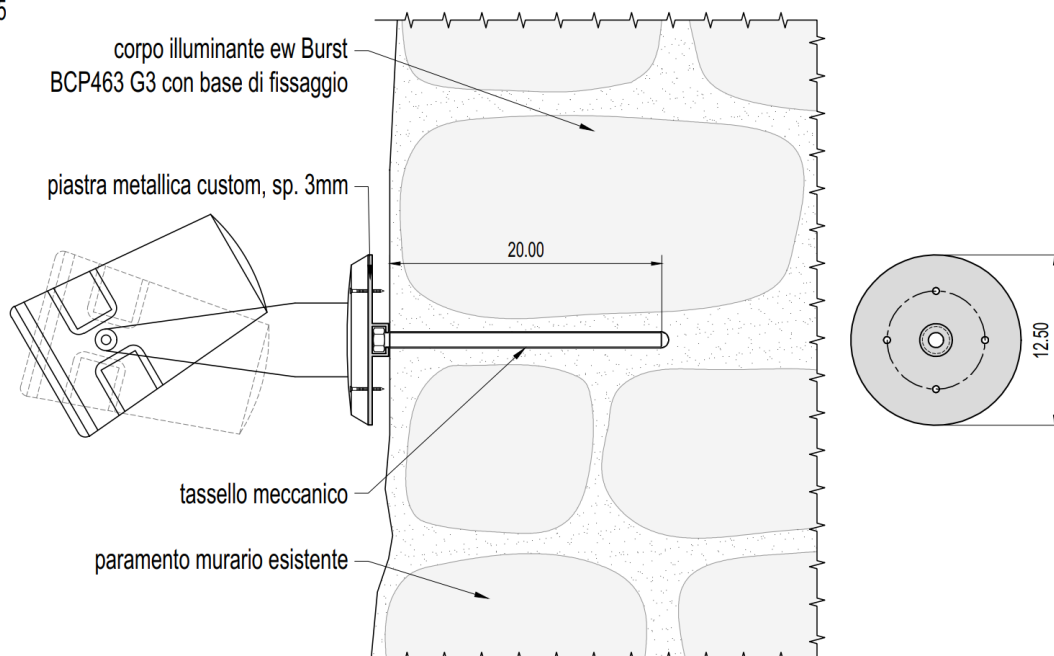 5
corpo illuminante ew Burst
BCP463 G3 con base di fissaggio
piastra metallica custom, sp. 3mm
20.00
12.50
tassello meccanico
paramento murario esistente